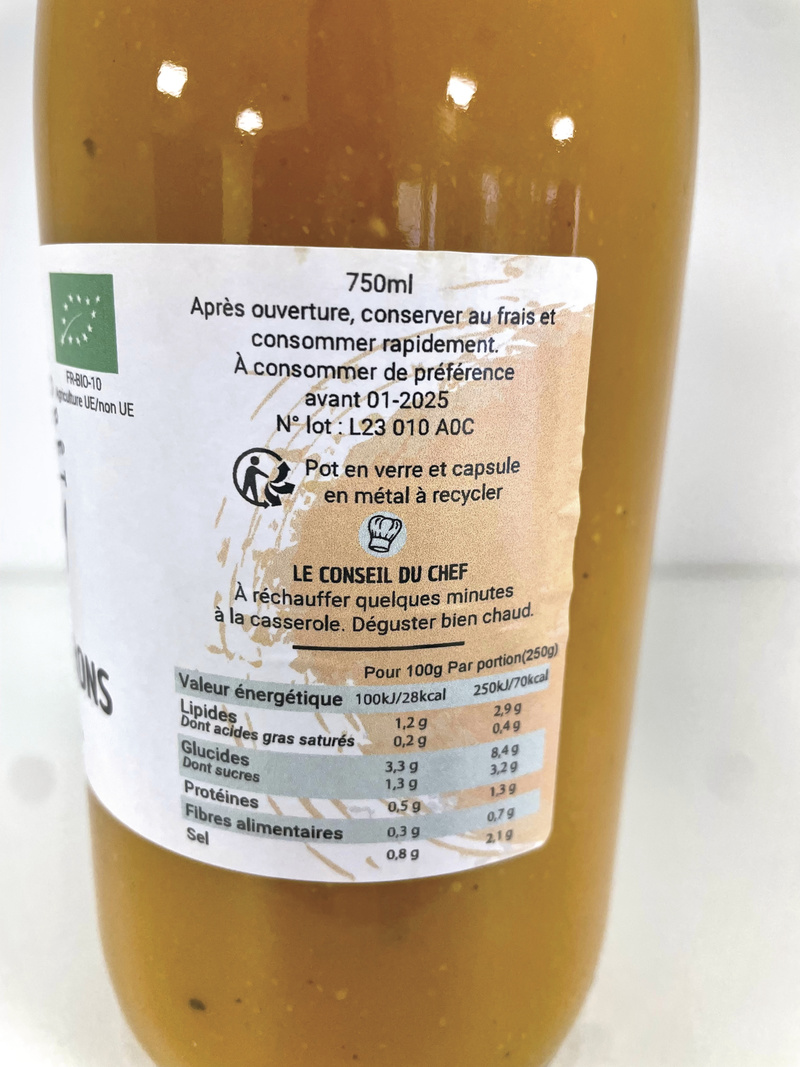 750ml
Après ouverture, conserver au frais et
consommer rapidement.
À consommer de préférence
avant 01-2025
N° lot : L23 010 A0C
FR-BIO-10
UE/non UE
Pot en verre et capsule
en métal à recycler
LE CONSEIL DU CHEF
À réchauffer quelques minutes
à la casserole. Déguster bien chaud.
Pour 100g Par portion(250g)
Valeur énergétique 100kJ/28kcal 250kJ/70kcal
Lipides 1,2 g 2,9 g
Dont acides gras saturés 0,2 g 0,4 g
Glucides 3,3 g 8,4 g
Dont sucres 1,3 g 3,2 g
Protéines 0,5 g 1,3 g
Fibres alimentaires 0,3 g 0,7 g
Sel 0,8 g 2,1 g